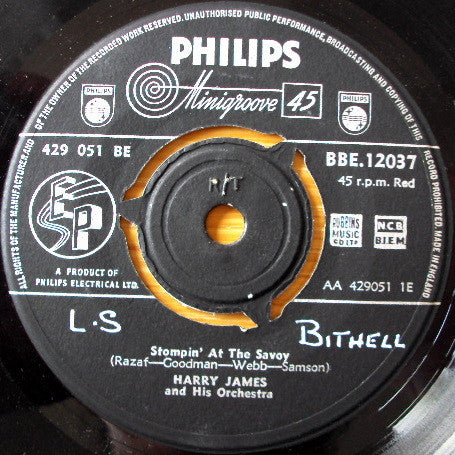 ALL RIGHTS OF THE MANUFACTURER AND OF THE OWNER OF THE RECORDED WORK RESERVED. UNAUTHORISED PUBLIC PERFORMANCE, BROADCASTING AND COPYING OF THIS RECORD PROHIBITED. MADE IN ENGLAND
PHILIPS
Minigroove 45
PHILIPS
PHILIPS
429 051 BE
BBE.12037
45 r.p.m. Red
EP
ROBBINS
MUSIC
N.C.B
BIEM
A PRODUCT OF
PHILIPS ELECTRICAL LTD.
AA 429051 1E
L.S
BITHELL
Stompin' At The Savoy
(Razaf—Goodman—Webb—Samson)
HARRY JAMES
and His Orchestra